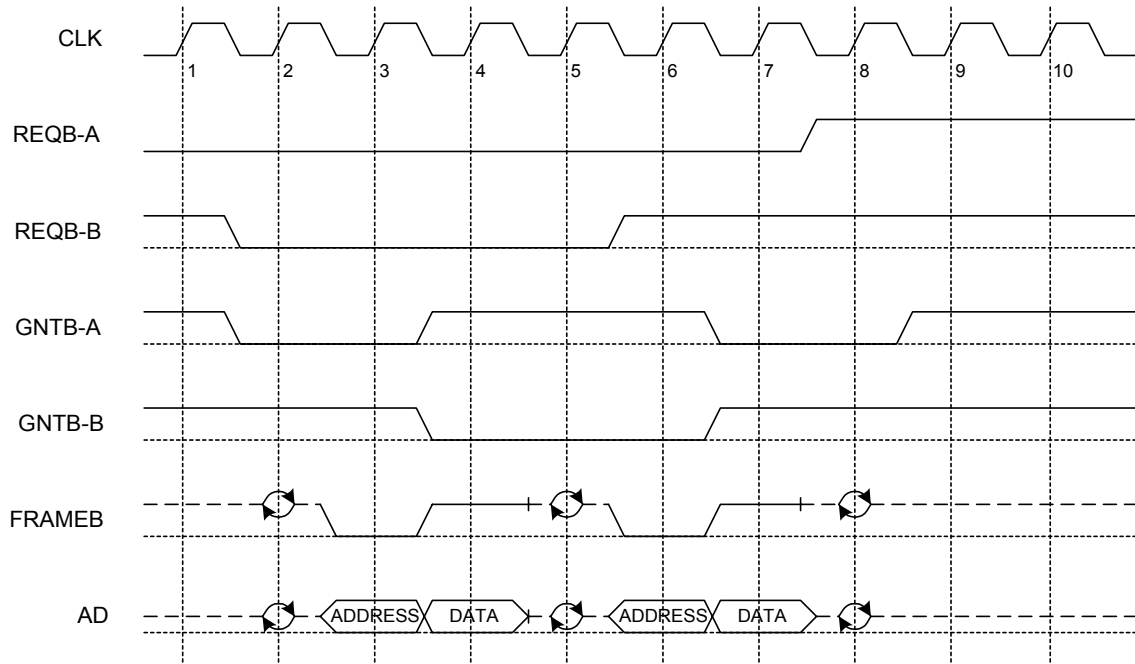 CLK
1 2 3 4 5 6 7 8 9 10
REQB-A
REQB-B
GNTB-A
GNTB-B
FRAMEB
AD ADDRESS DATA ADDRESS DATA